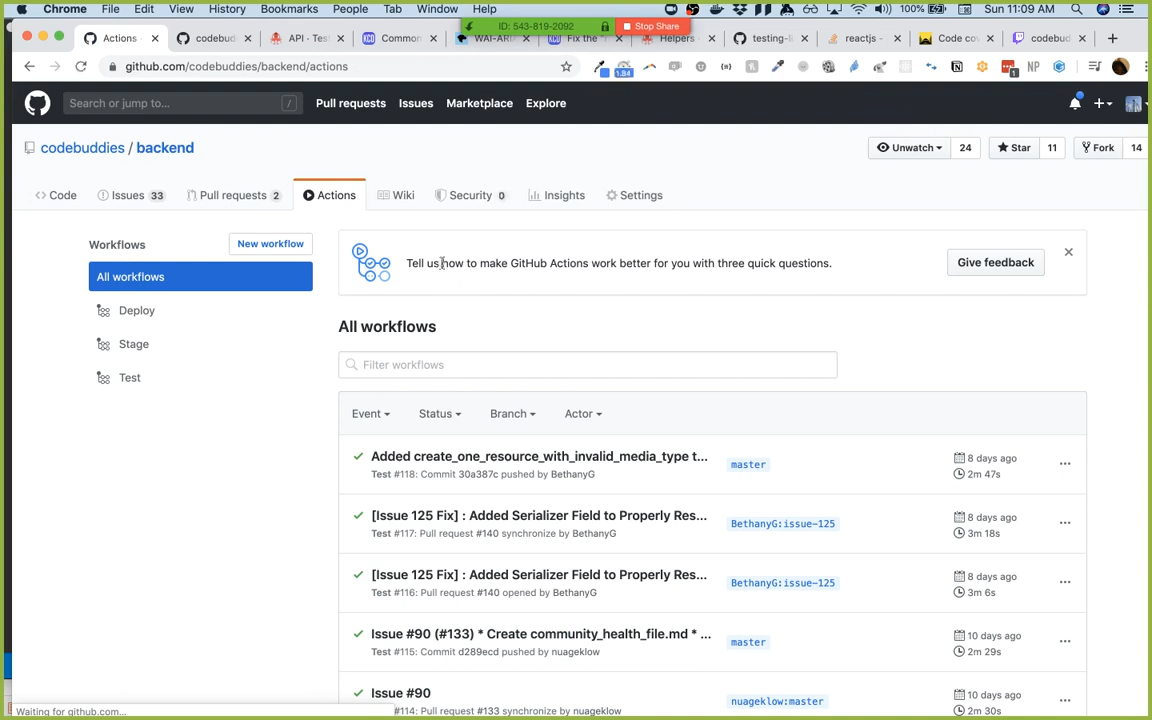 Chrome File Edit View History Bookmarks People Tab Window Help 100% Sun 11:09 AM
ID: 543-819-2092 Stop Share
Actions - codebud API · Tes Common WAI-ARI Fix the Helpers testing-li reactjs - Code co codebud
github.com/codebuddies/backend/actions 1.84 1 NP
Search or jump to... / Pull requests Issues Marketplace Explore
codebuddies / backend Unwatch 24 Star 11 Fork 14
Code Issues 33 Pull requests 2 Actions Wiki Security 0 Insights Settings
Workflows New workflow
All workflows
Deploy
Stage
Test
Tell us how to make GitHub Actions work better for you with three quick questions. Give feedback
All workflows
Filter workflows
Event Status Branch Actor
Added create_one_resource_with_invalid_media_type t... master 8 days ago
Test #118: Commit 30a387c pushed by BethanyG 2m 47s
[Issue 125 Fix] : Added Serializer Field to Properly Res... BethanyG:issue-125 8 days ago
Test #117: Pull request #140 synchronize by BethanyG 3m 18s
[Issue 125 Fix] : Added Serializer Field to Properly Res... BethanyG:issue-125 8 days ago
Test #116: Pull request #140 opened by BethanyG 3m 6s
Issue #90 (#133) * Create community_health_file.md * ... master 10 days ago
Test #115: Commit d289ecd pushed by nuageklow 2m 29s
Issue #90 nuageklow:master 10 days ago
#114: Pull request #133 synchronize by nuageklow 2m 30s
Waiting for github.com...